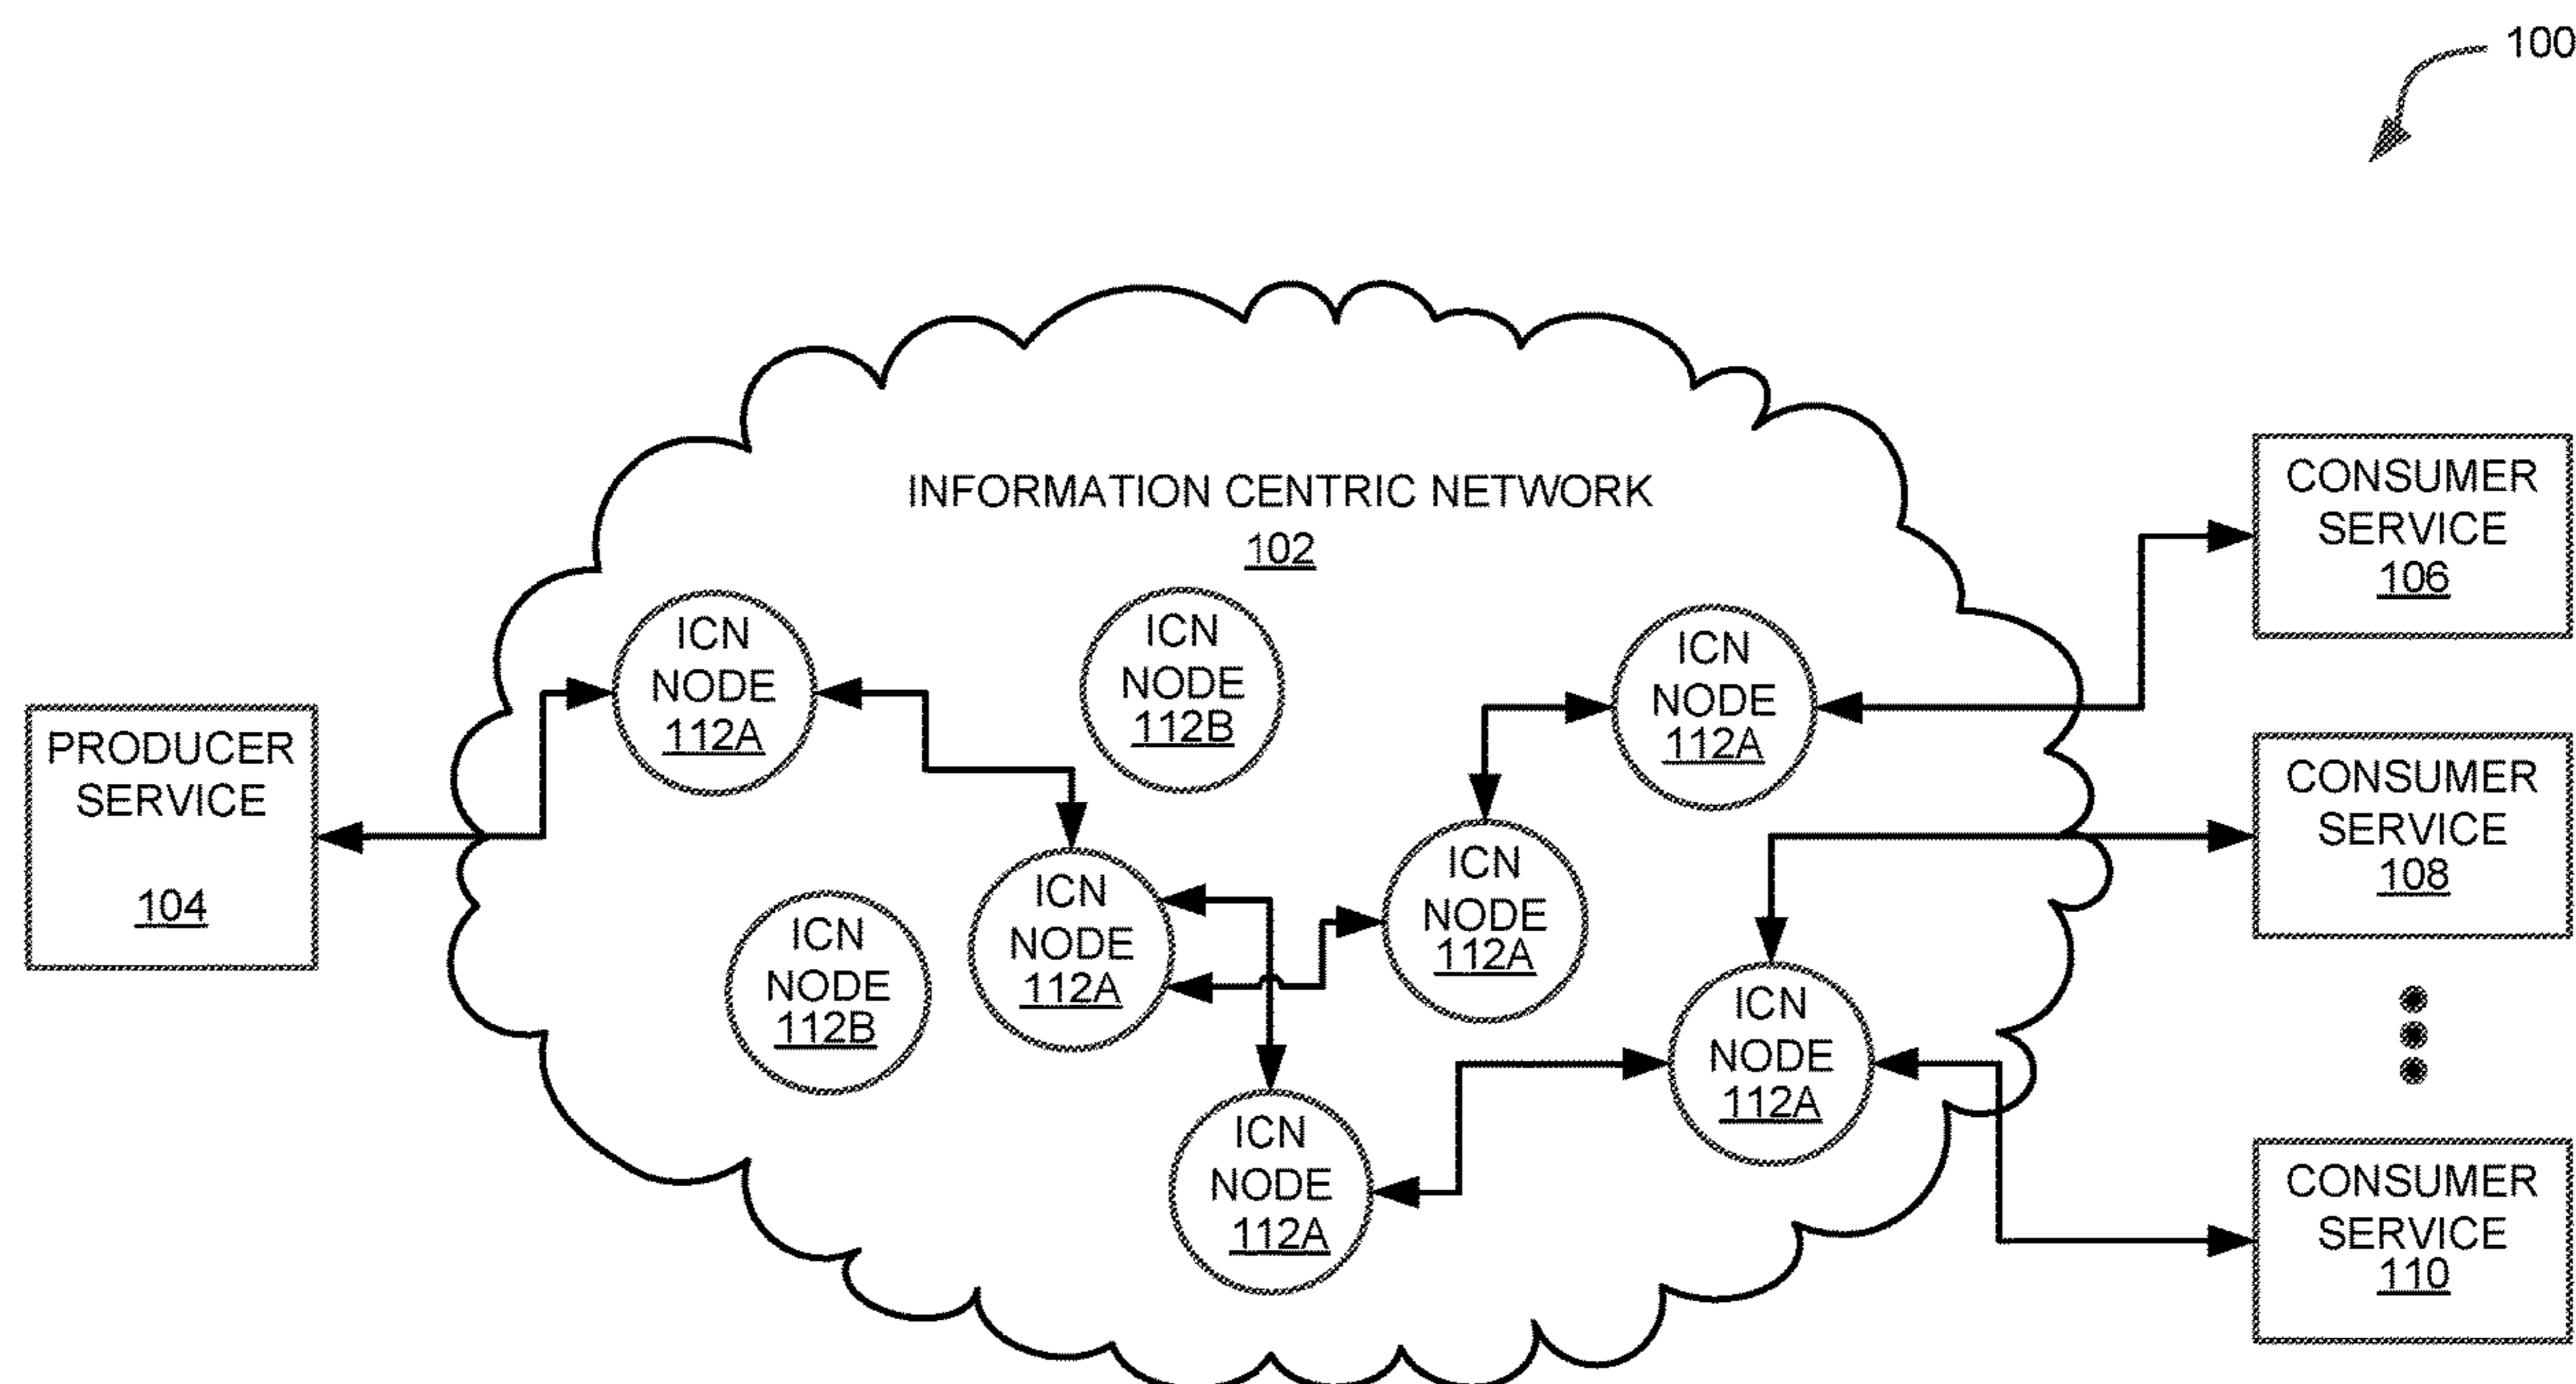 100
INFORMATION CENTRIC NETWORK
102
PRODUCER
SERVICE
104
ICN
NODE
112A
ICN
NODE
112B
ICN
NODE
112A
ICN
NODE
112B
ICN
NODE
112A
ICN
NODE
112A
ICN
NODE
112A
ICN
NODE
112A
CONSUMER
SERVICE
106
CONSUMER
SERVICE
108
CONSUMER
SERVICE
110